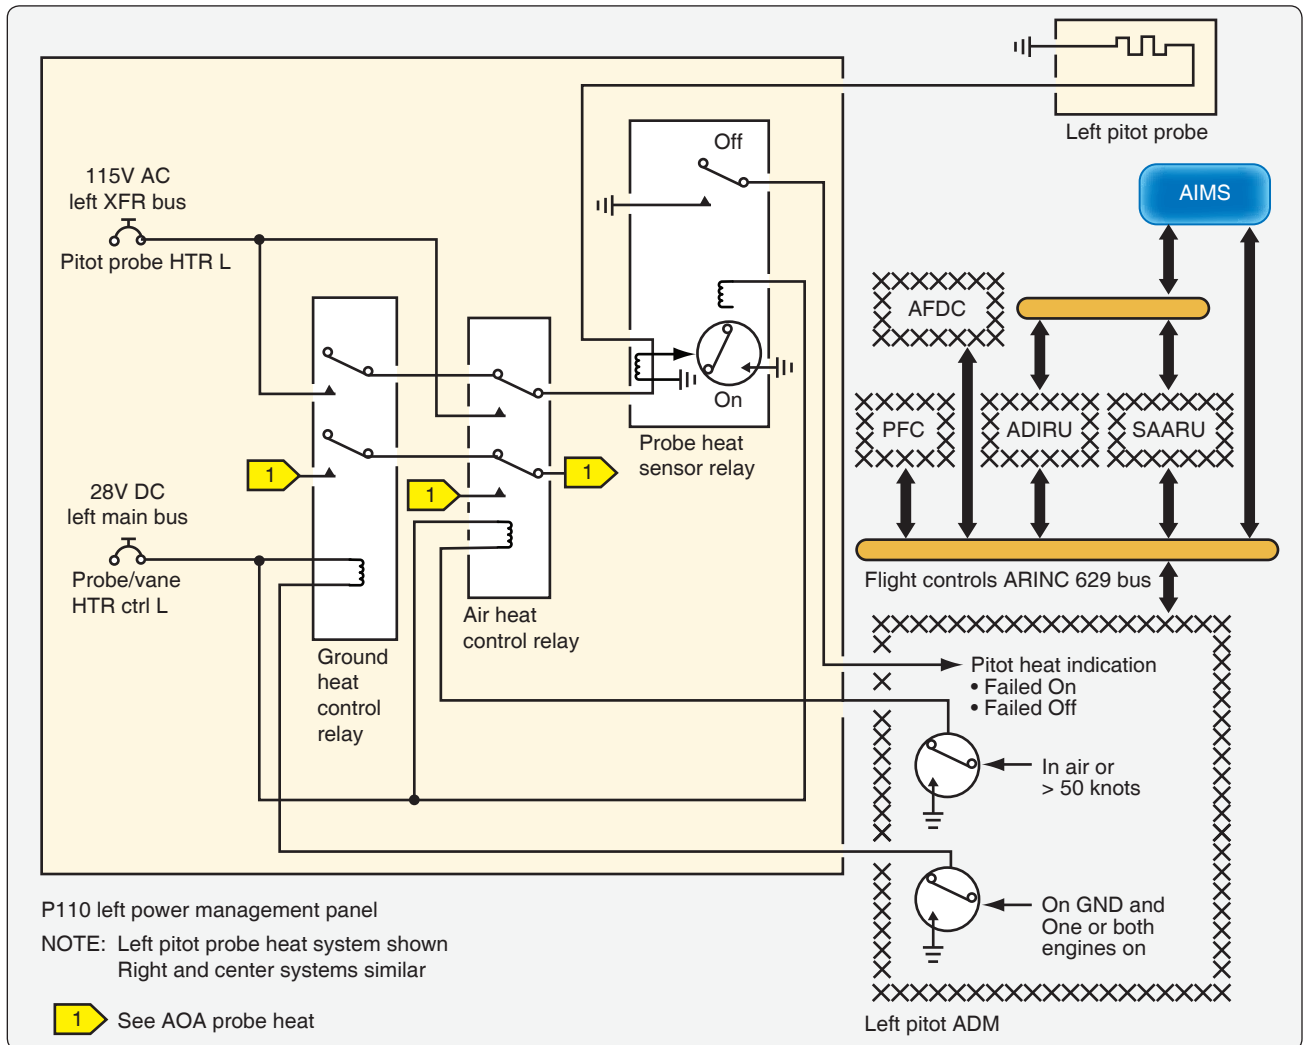 Left pitot probe
Off
115V AC
left XFR bus
Pitot probe HTR L
AIMS
AFDC
On
PFC
ADIRU
SAARU
Probe heat
sensor relay
1
1
1
28V DC
left main bus
Probe/vane
HTR ctrl L
Flight controls ARINC 629 bus
Air heat
control relay
Ground
heat
control
relay
Pitot heat indication
• Failed On
• Failed Off
In air or
> 50 knots
On GND and
One or both
engines on
P110 left power management panel
NOTE: Left pitot probe heat system shown
Right and center systems similar
1 See AOA probe heat
Left pitot ADM